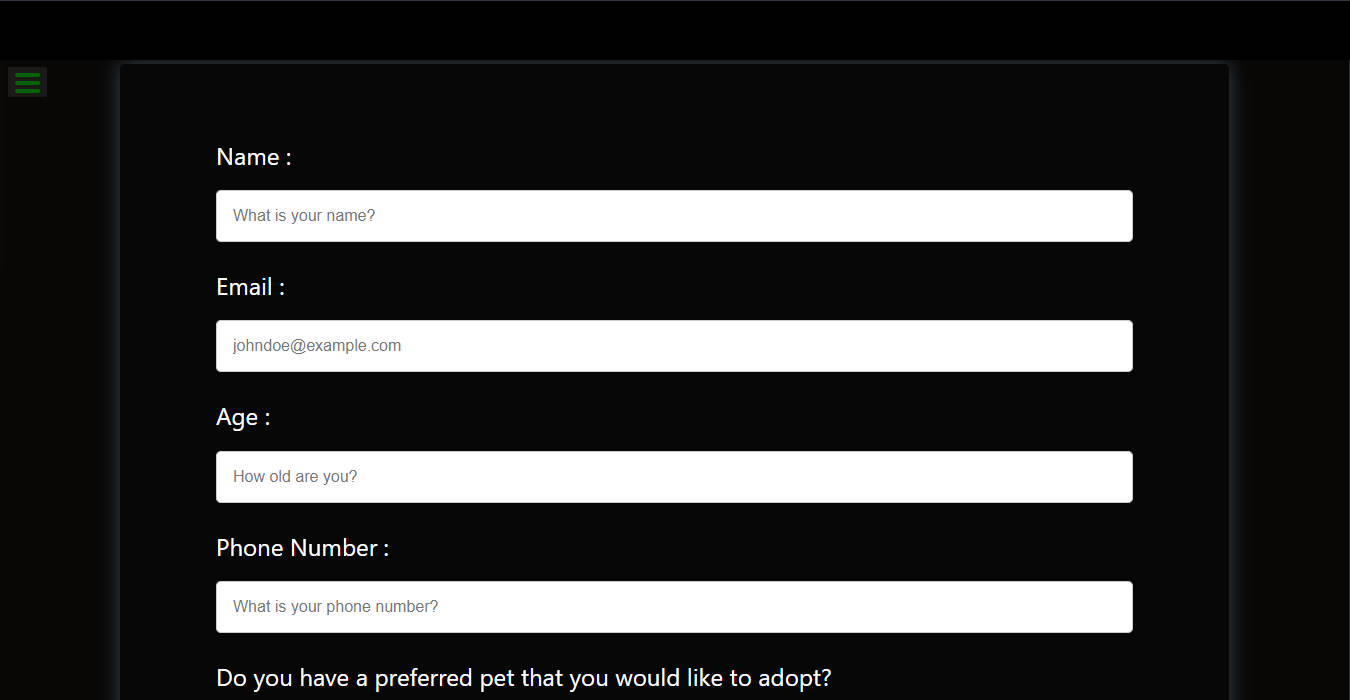 Name :
What is your name?
Email :
johndoe@example.com
Age :
How old are you?
Phone Number :
What is your phone number?
Do you have a preferred pet that you would like to adopt?